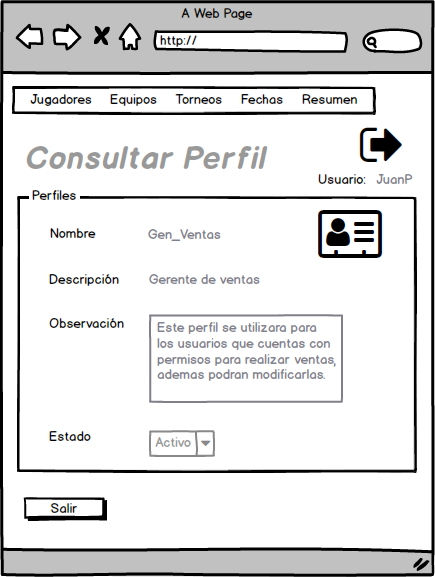 A Web Page
http://
Jugadores Equipos Torneos Fechas Resumen
Consultar Perfil
Usuario: JuanP
Perfiles
Nombre Gen_Ventas
Descripción Gerente de ventas
Observación
Este perfil se utilizara para
los usuarios que cuentas con
permisos para realizar ventas,
ademas podran modificarlas.
Estado Activo
Salir